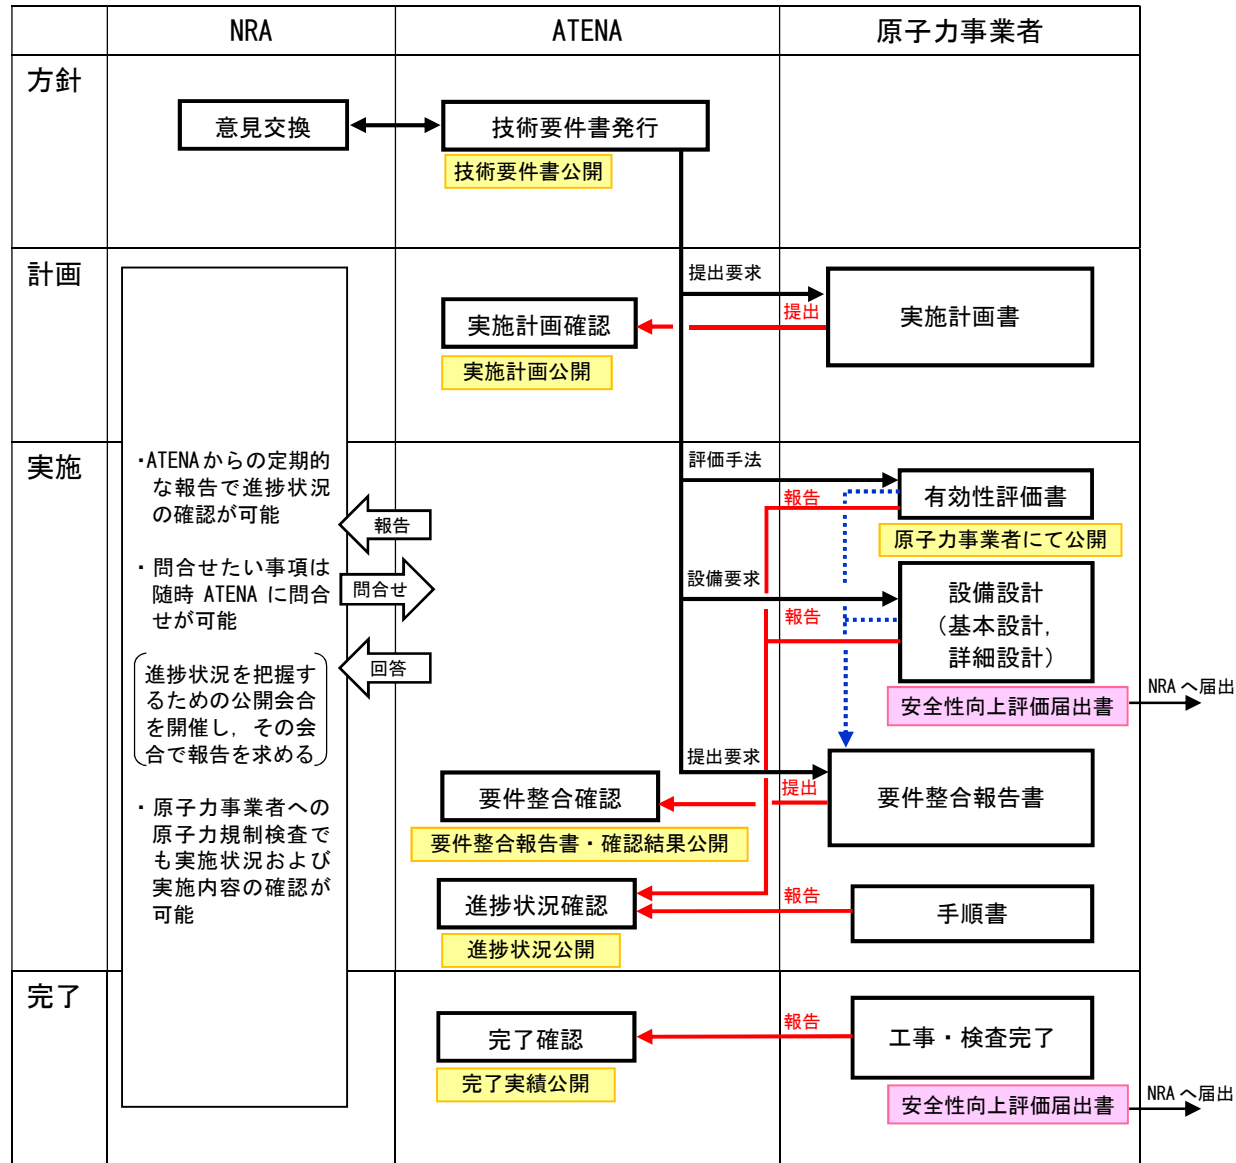 NRA
ATENA
原子力事業者
方針
意見交換
技術要件書発行
技術要件書公開
計画
提出要求
実施計画書
提出
実施計画確認
実施計画公開
実施
・ATENAからの定期的
な報告で進捗状況
の確認が可能
・問合せたい事項は
随時 ATENA に問合
せが可能
進捗状況を把握す
るための公開会合
を開催し，その会
合で報告を求める
・原子力事業者への
原子力規制検査で
も実施状況および
実施内容の確認が
可能
報告
問合せ
回答
評価手法
有効性評価書
報告
原子力事業者にて公開
設備要求
設備設計
（基本設計，
詳細設計）
報告
安全性向上評価届出書
NRA へ届出
提出要求
要件整合報告書
提出
要件整合確認
要件整合報告書・確認結果公開
進捗状況確認
報告
手順書
進捗状況公開
完了
完了確認
報告
工事・検査完了
完了実績公開
安全性向上評価届出書
NRA へ届出